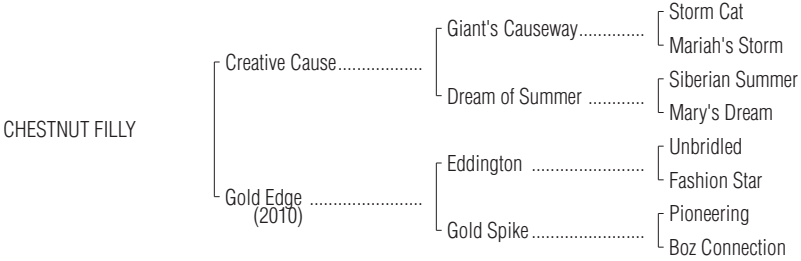 Storm Cat
Giant's Causeway..............
Mariah's Storm
Creative Cause..................
Siberian Summer
Dream of Summer ............
Mary's Dream
CHESTNUT FILLY
Unbridled
Eddington ........................
Fashion Star
Gold Edge ........................
(2010)
Pioneering
Gold Spike........................
Boz Connection